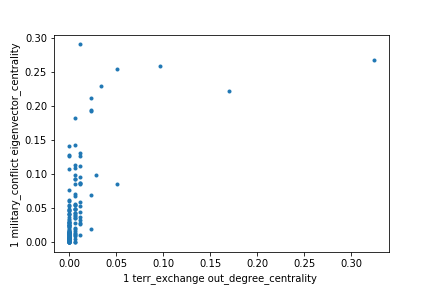 1 military_conflict eigenvector_centrality
0.30
0.25
0.20
0.15
0.10
0.05
0.00
0.00 0.05 0.10 0.15 0.20 0.25 0.30
1 terr_exchange out_degree_centrality